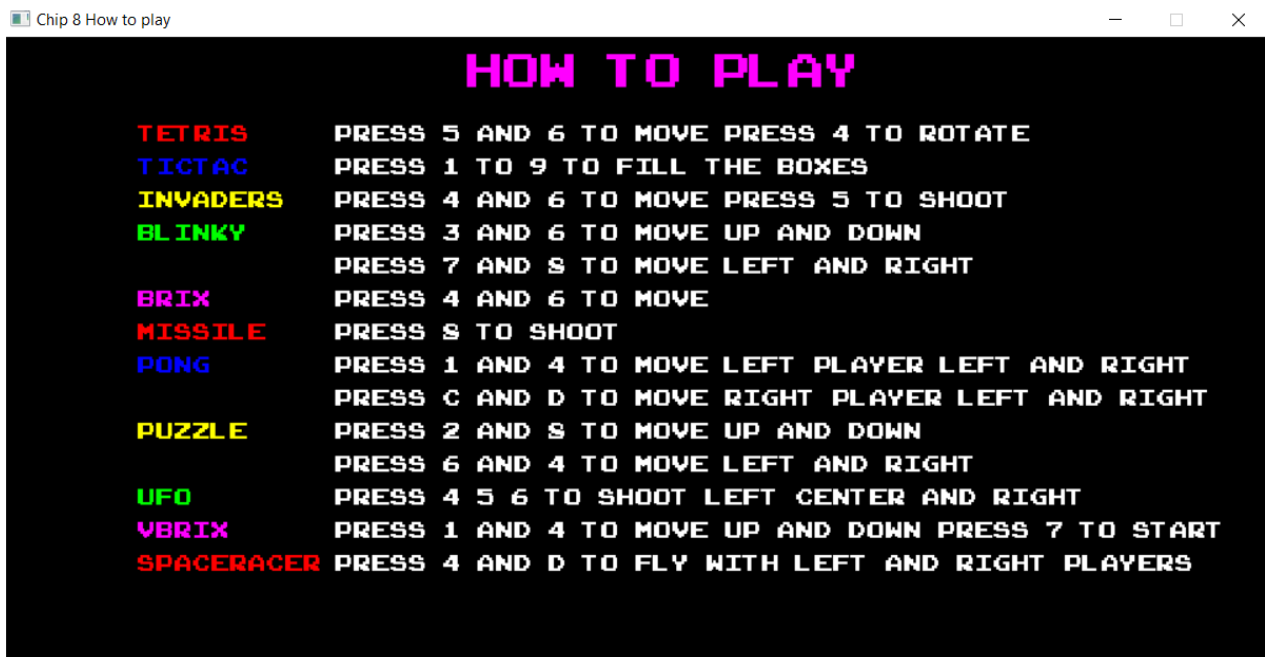 Chip 8 How to play
HOW TO PLAY
TETRIS PRESS 5 AND 6 TO MOVE PRESS 4 TO ROTATE
TICTAC PRESS 1 TO 9 TO FILL THE BOXES
INVADERS PRESS 4 AND 6 TO MOVE PRESS 5 TO SHOOT
BLINKY PRESS 3 AND 6 TO MOVE UP AND DOWN
PRESS 7 AND 8 TO MOVE LEFT AND RIGHT
BRIX PRESS 4 AND 6 TO MOVE
MISSILE PRESS 8 TO SHOOT
PONG PRESS 1 AND 4 TO MOVE LEFT PLAYER LEFT AND RIGHT
PRESS C AND D TO MOVE RIGHT PLAYER LEFT AND RIGHT
PUZZLE PRESS 2 AND 8 TO MOVE UP AND DOWN
PRESS 6 AND 4 TO MOVE LEFT AND RIGHT
UFO PRESS 4 5 6 TO SHOOT LEFT CENTER AND RIGHT
VBRIX PRESS 1 AND 4 TO MOVE UP AND DOWN PRESS 7 TO START
SPACERACER PRESS 4 AND D TO FLY WITH LEFT AND RIGHT PLAYERS